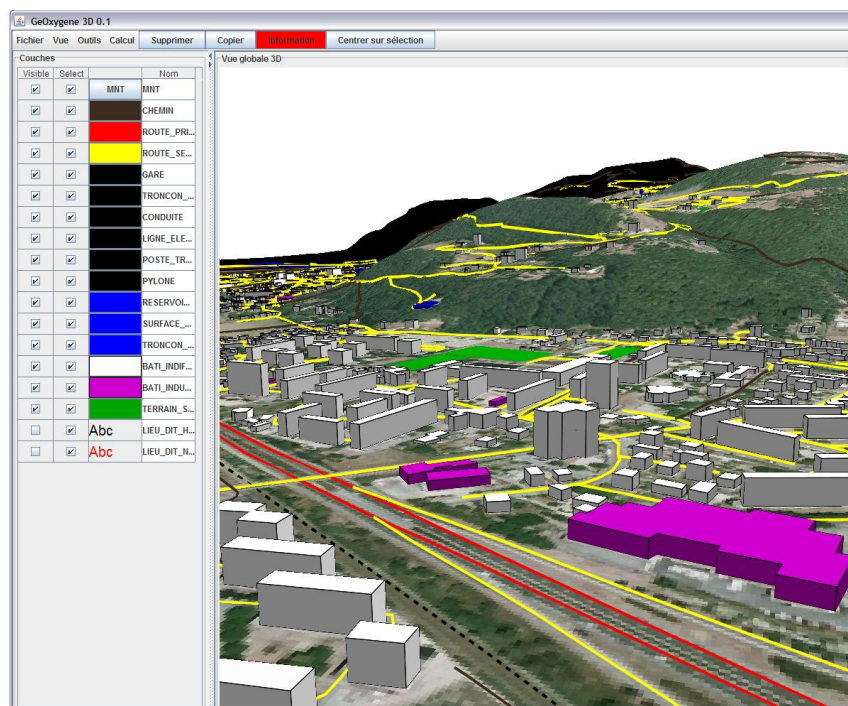 GeOxygene 3D 0.1
Fichier Vue Outils Calcul Supprimer Copier Information Centrer sur sélection
Couches
Vue globale 3D
Visible Select Nom
MNT MNT
CHEMIN
ROUTE_PRI...
ROUTE_SE...
GARE
TRONCON_...
CONDUITE
LIGNE_ELE...
POSTE_TR...
PYLONE
RESERVOI...
SURFACE_...
TRONCON_...
BATI_INDIF...
BATI_INDU...
TERRAIN_S...
Abc LIEU_DIT_H...
Abc LIEU_DIT_N...